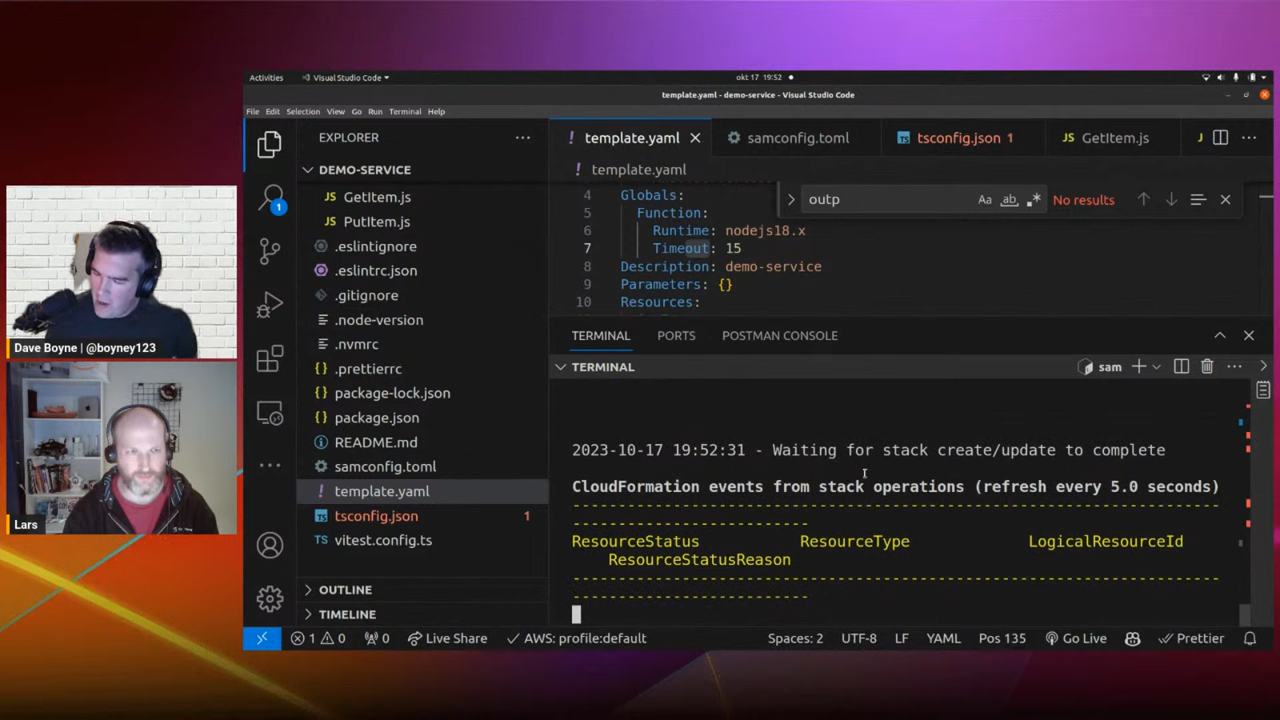 Activities
Visual Studio Code
okt 17 19:52
template.yaml - demo-service - Visual Studio Code
File Edit Selection View Go Run Terminal Help
EXPLORER
template.yaml
samconfig.toml
tsconfig.json 1
GetItem.js
DEMO-SERVICE
template.yaml
GetItem.js
PutItem.js
.eslintignore
.eslintrc.json
.gitignore
.node-version
.nvmrc
.prettierrc
package-lock.json
package.json
README.md
samconfig.toml
template.yaml
tsconfig.json 1
vitest.config.ts
OUTLINE
TIMELINE
1
outp
Aa
ab
No results
4 Globals:
5 Function:
6 Runtime: nodejs18.x
7 Timeout: 15
8 Description: demo-service
9 Parameters: {}
10 Resources:
TERMINAL PORTS POSTMAN CONSOLE
TERMINAL
sam
2023-10-17 19:52:31 - Waiting for stack create/update to complete
CloudFormation events from stack operations (refresh every 5.0 seconds)
-----------------------------------------------------------------------
--------------------------
ResourceStatus ResourceType LogicalResourceId
ResourceStatusReason
-----------------------------------------------------------------------
--------------------------
1 0 0 Live Share AWS: profile:default Spaces: 2 UTF-8 LF YAML Pos 135 Go Live Prettier
Dave Boyne | @boyney123
Lars